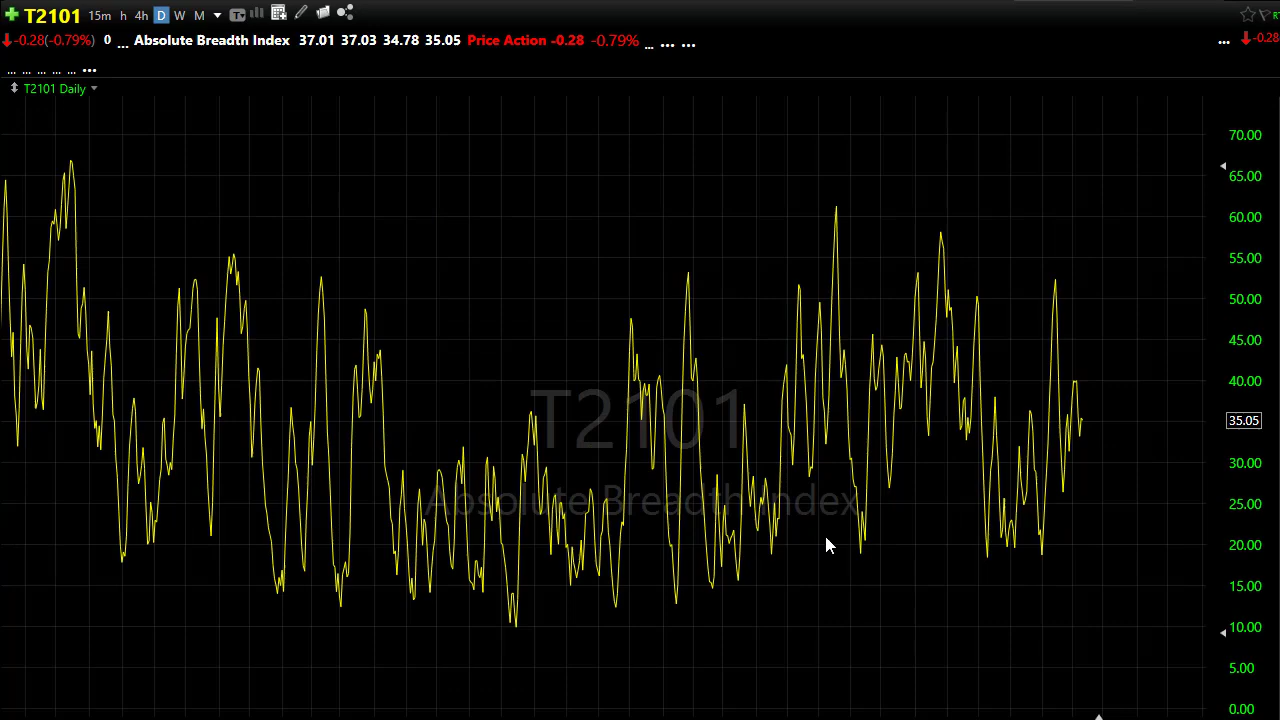 T2101 15m h 4h D W M T
-0.28(-0.79%) 0 ... Absolute Breadth Index 37.01 37.03 34.78 35.05 Price Action -0.28 -0.79% ... ... ... ... -0.28
... ... ... ... ... ...
T2101 Daily
70.00
65.00
60.00
55.00
50.00
45.00
40.00
T2101
35.05
30.00
Absolute Breadth Index
25.00
20.00
15.00
10.00
5.00
0.00